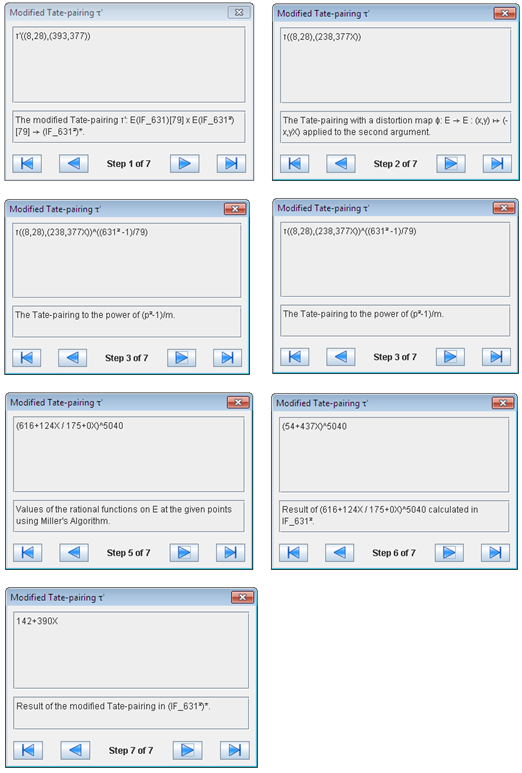 Modified Tate-pairing τ'
τ'((8,28),(393,377))
The modified Tate-pairing τ': E(IF_631)[79] x E(IF_631²)
[79] → (IF_631²)*.
Step 1 of 7
Modified Tate-pairing τ'
τ((8,28),(238,377X))
The Tate-pairing with a distortion map ϕ: E → E : (x,y) ↦ (-
x,yX) applied to the second argument.
Step 2 of 7
Modified Tate-pairing τ'
τ((8,28),(238,377X))^((631²-1)/79)
The Tate-pairing to the power of (p²-1)/m.
Step 3 of 7
Modified Tate-pairing τ'
τ((8,28),(238,377X))^((631²-1)/79)
The Tate-pairing to the power of (p²-1)/m.
Step 3 of 7
Modified Tate-pairing τ'
(616+124X / 175+0X)^5040
Values of the rational functions on E at the given points
using Miller's Algorithm.
Step 5 of 7
Modified Tate-pairing τ'
(54+437X)^5040
Result of (616+124X / 175+0X)^5040 calculated in
IF_631².
Step 6 of 7
Modified Tate-pairing τ'
142+390X
Result of the modified Tate-pairing in (IF_631²)*.
Step 7 of 7